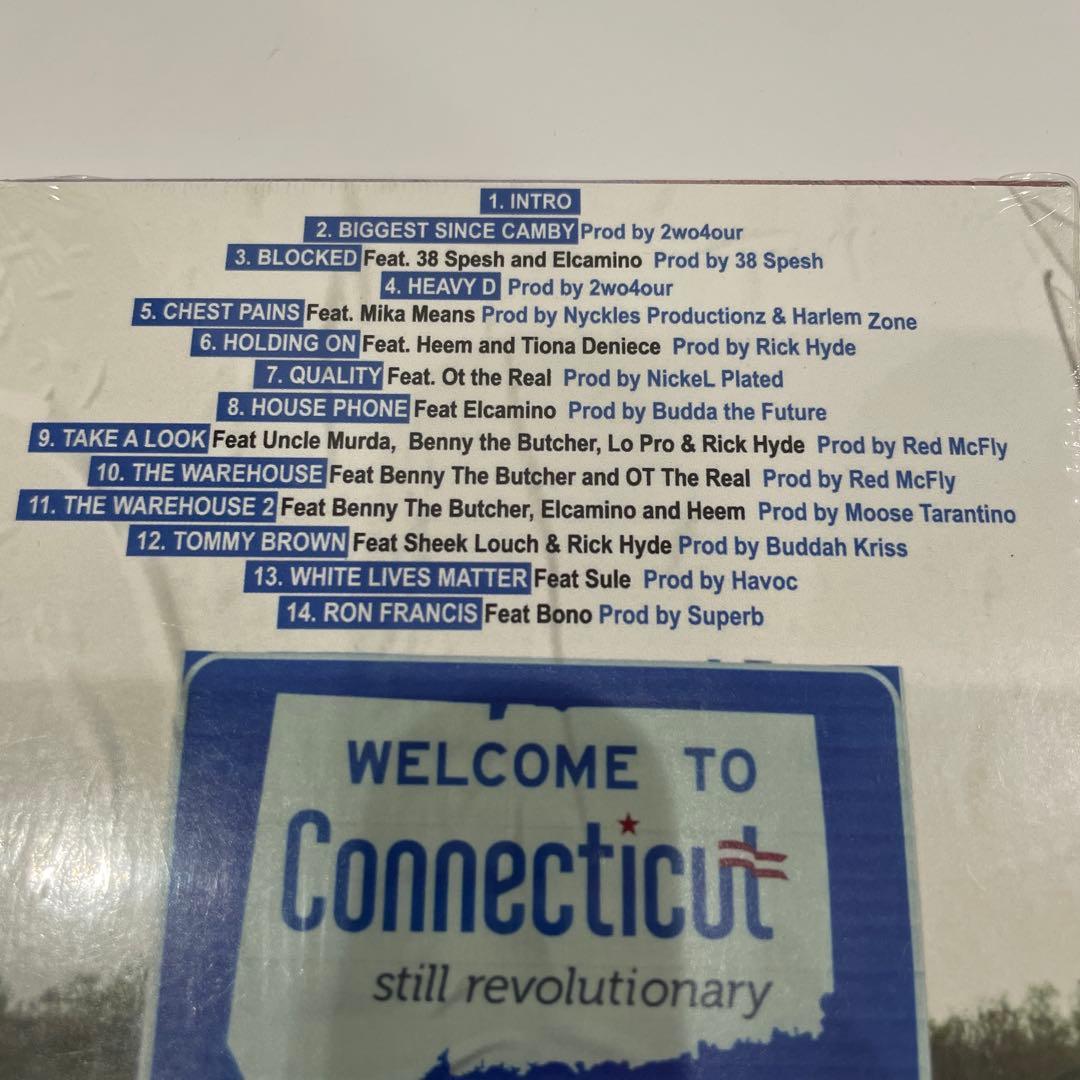 1. INTRO
2. BIGGEST SINCE CAMBY Prod by 2wo4our
3. BLOCKED Feat. 38 Spesh and Elcamino Prod by 38 Spesh
4. HEAVY D Prod by 2wo4our
5. CHEST PAINS Feat. Mika Means Prod by Nyckles Productionz & Harlem Zone
6. HOLDING ON Feat. Heem and Tiona Deniece Prod by Rick Hyde
7. QUALITY Feat. Ot the Real Prod by NickeL Plated
8. HOUSE PHONE Feat Elcamino Prod by Budda the Future
9. TAKE A LOOK Feat Uncle Murda, Benny the Butcher, Lo Pro & Rick Hyde Prod by Red McFly
10. THE WAREHOUSE Feat Benny The Butcher and OT The Real Prod by Red McFly
11. THE WAREHOUSE 2 Feat Benny The Butcher, Elcamino and Heem Prod by Moose Tarantino
12. TOMMY BROWN Feat Sheek Louch & Rick Hyde Prod by Buddah Kriss
13. WHITE LIVES MATTER Feat Sule Prod by Havoc
14. RON FRANCIS Feat Bono Prod by Superb
WELCOME TO
Connecticut
still revolutionary